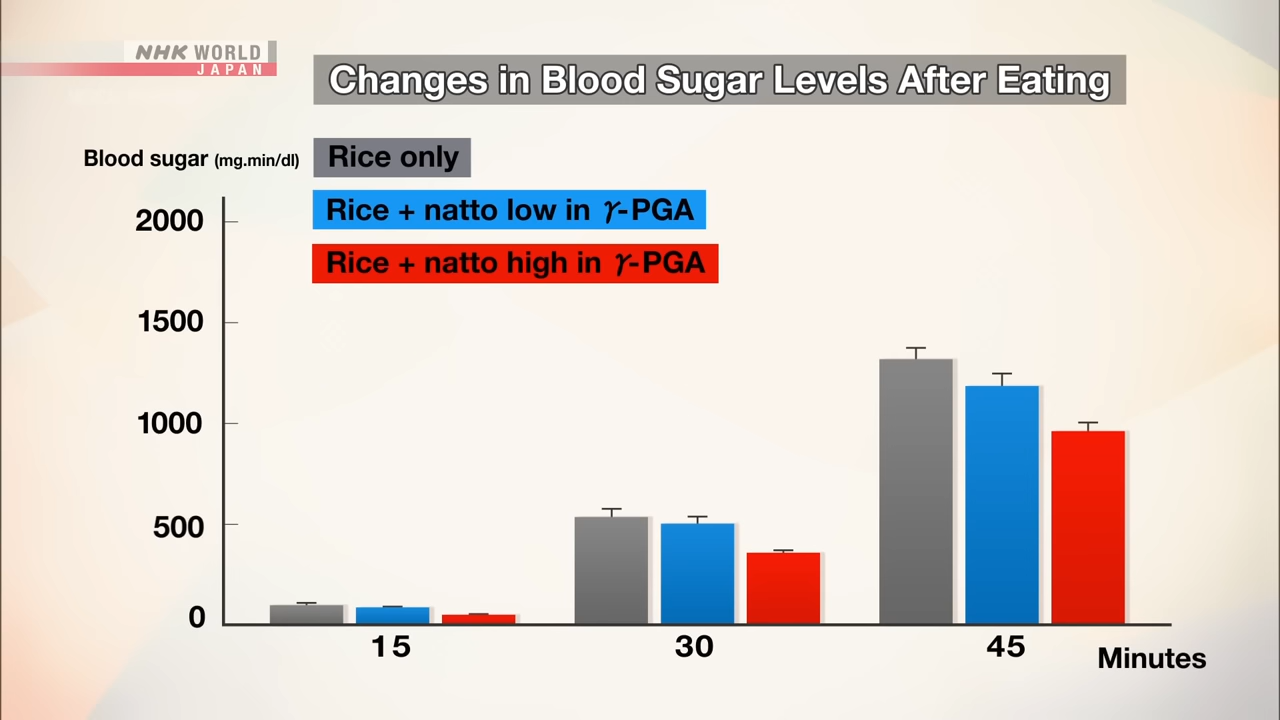 NHK WORLD
JAPAN
Changes in Blood Sugar Levels After Eating
Blood sugar (mg.min/dl)
Rice only
Rice + natto low in γ-PGA
Rice + natto high in γ-PGA
2000
1500
1000
500
0
15 30 45
Minutes